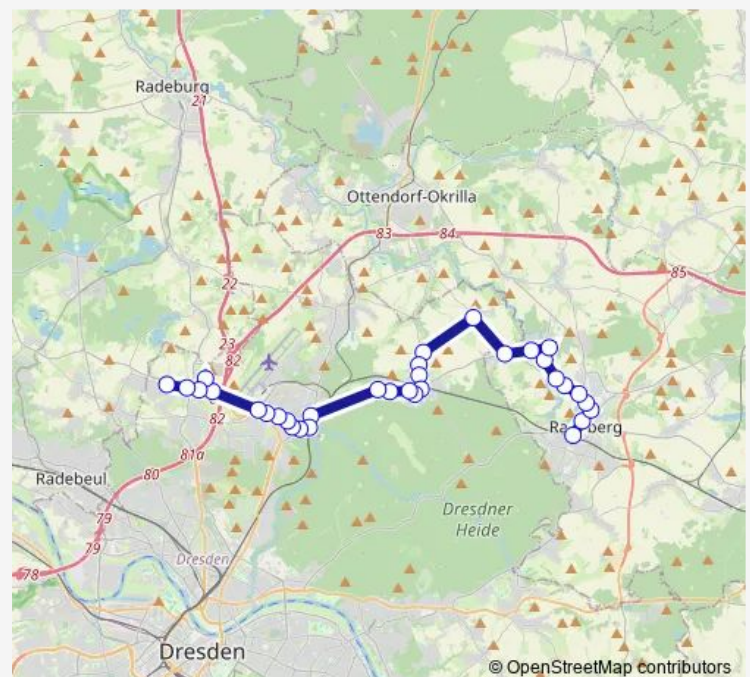 Radeburg
21
Ottendorf-Okrilla
83
84
85
22
23
82
82
81a
80
Radeberg
Radebeul
79
Dresdner
Heide
79
Dresden
78
Dresden
© OpenStreetMap contributors